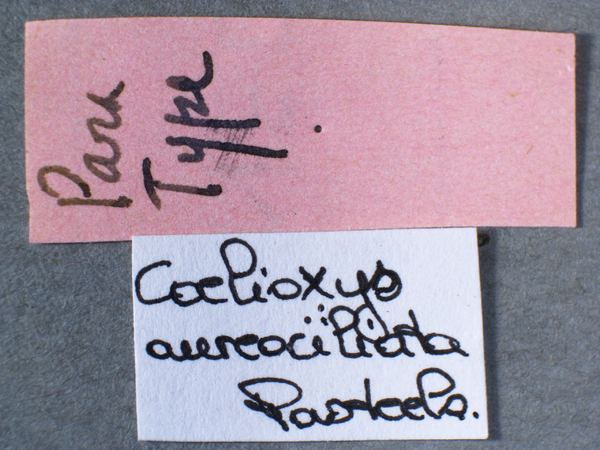 Para
Type.
Coelioxys
aureociliata
Pasteels.